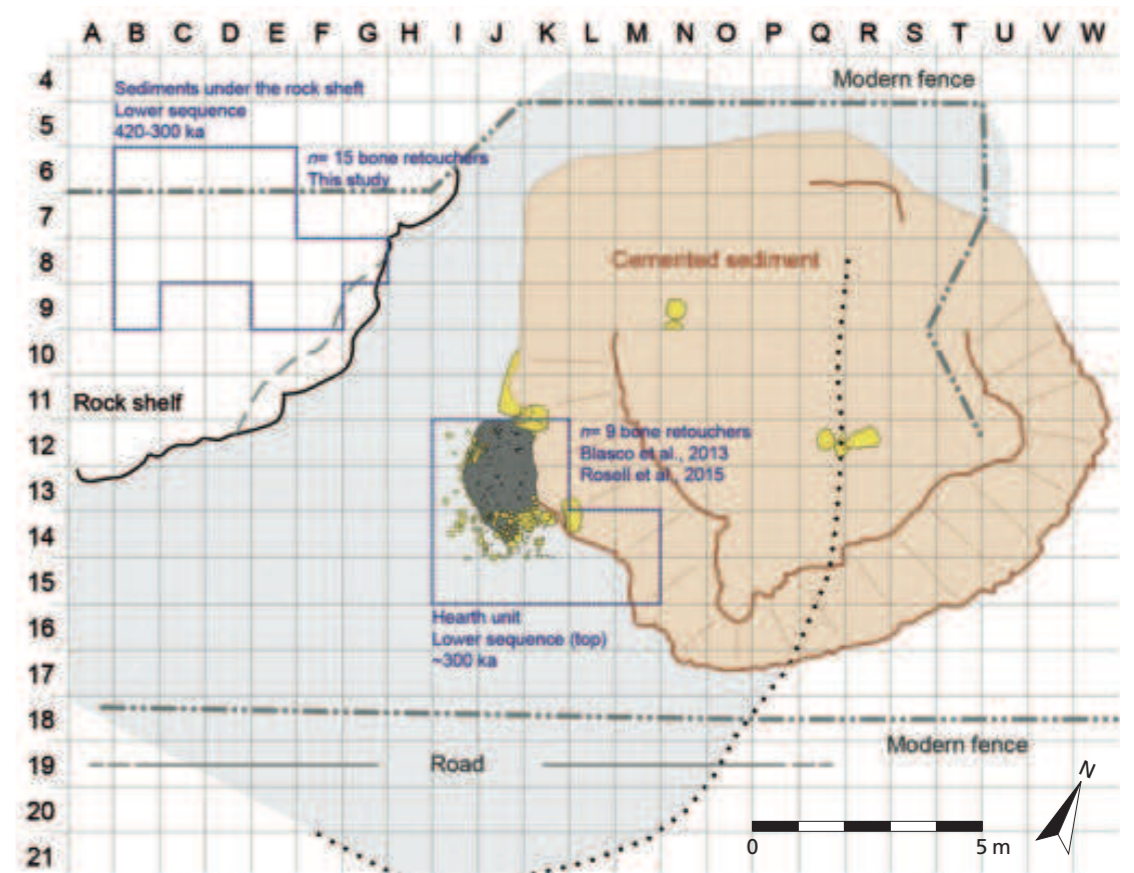 A B C D E F G H I J K L M N O P Q R S T U V W
4
5
6
7
8
9
10
11
12
13
14
15
16
17
18
19
20
21
Sediments under the rock sheft
Lower sequence
420-300 ka
n= 15 bone retouchers
This study
Modern fence
Cemented sediment
Rock shelf
n= 9 bone retouchers
Blasco et al., 2013
Rosell et al., 2015
Hearth unit
Lower sequence (top)
~300 ka
Modern fence
Road
N
0 5 m